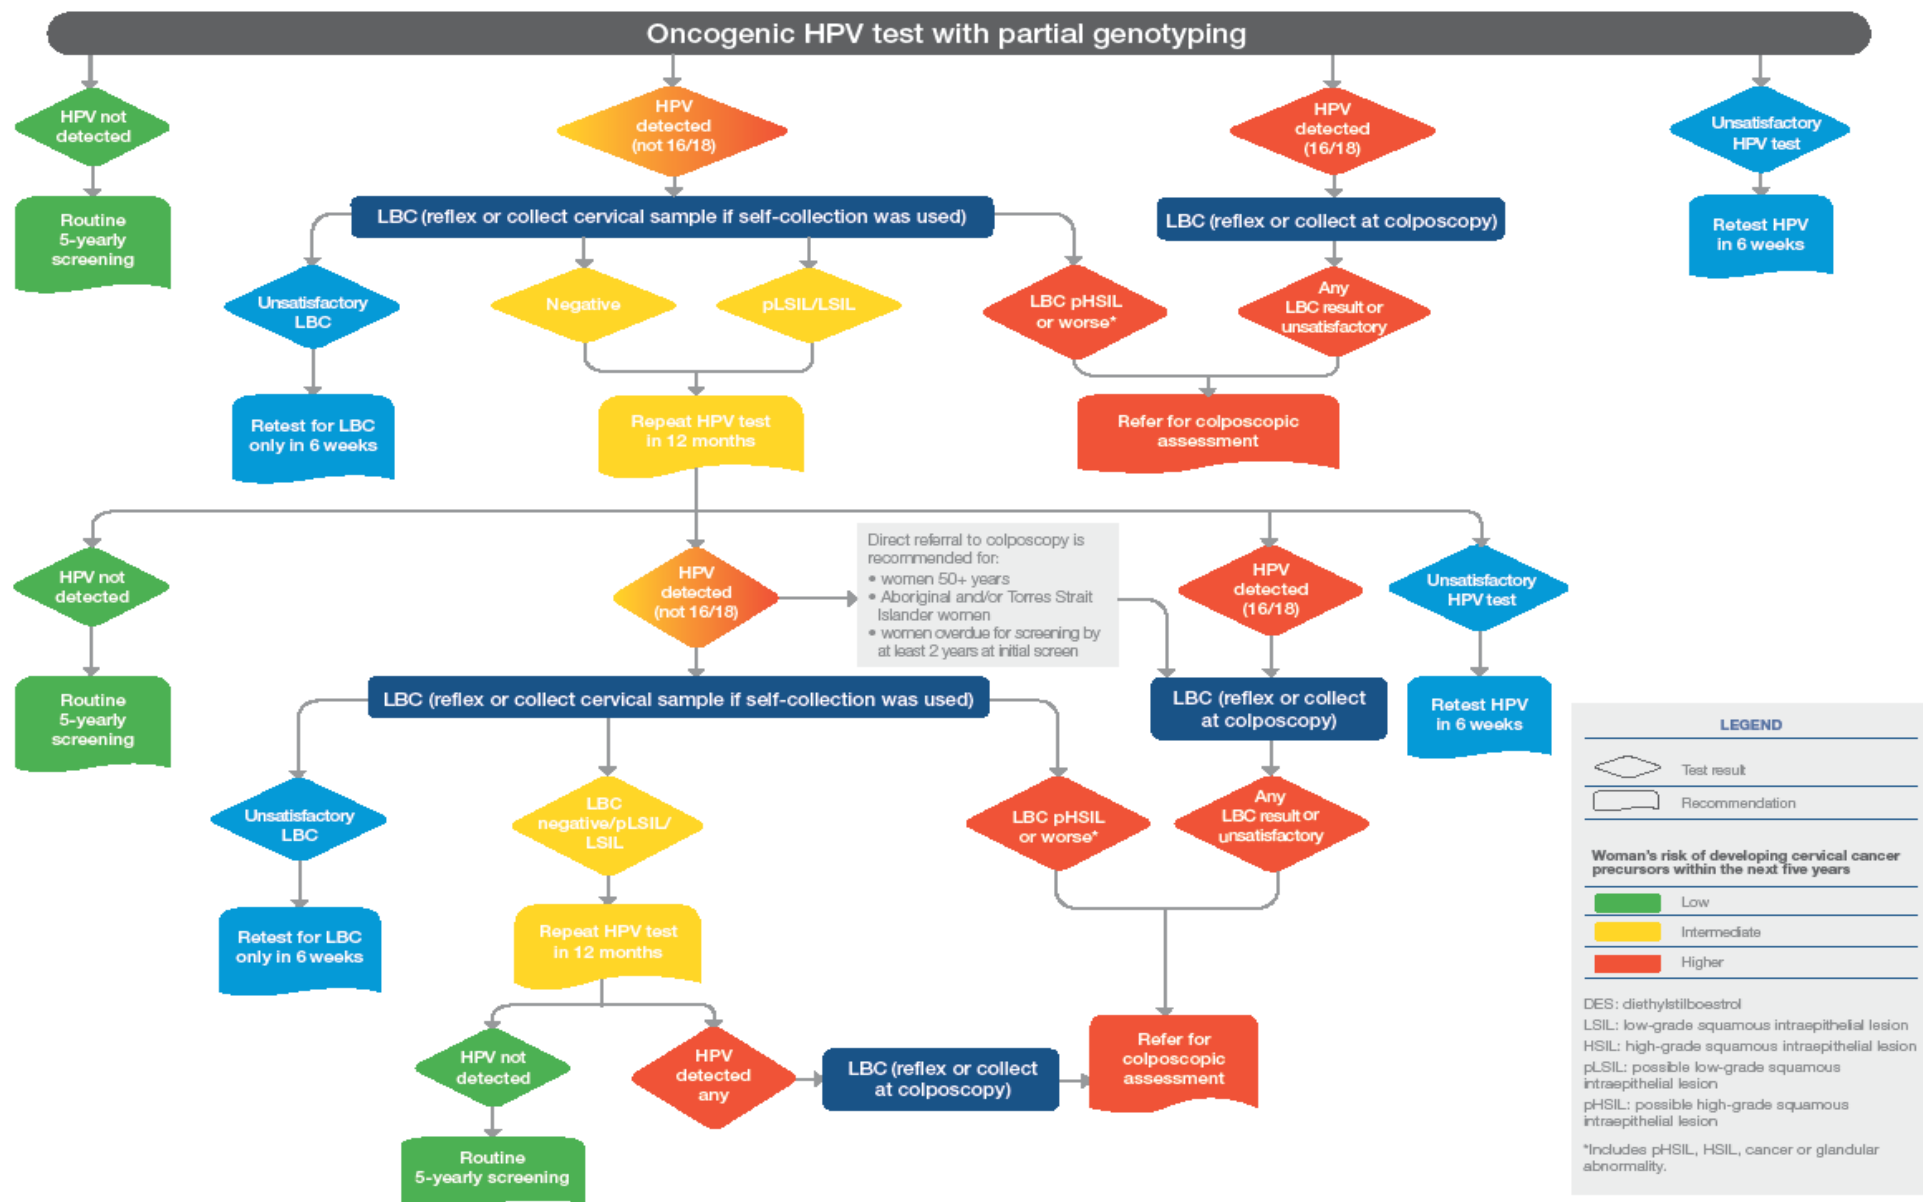 Oncogenic HPV test with partial genotyping
HPV not
detected
HPV
detected
(not 16/18)
HPV
detected
(16/18)
Unsatisfactory
HPV test
Routine
5-yearly
screening
LBC (reflex or collect cervical sample if self-collection was used)
LBC (reflex or collect at colposcopy)
Retest HPV
in 6 weeks
Unsatisfactory
LBC
Negative
pLSIL/LSIL
LBC pHSIL
or worse*
Any
LBC result or
unsatisfactory
Retest for LBC
only in 6 weeks
Repeat HPV test
in 12 months
Refer for colposcopic
assessment
HPV not
detected
HPV
detected
(not 16/18)
Direct referral to colposcopy is
recommended for:
• women 50+ years
• Aboriginal and/or Torres Strait
Islander women
• women overdue for screening by
at least 2 years at initial screen
HPV
detected
(16/18)
Unsatisfactory
HPV test
Routine
5-yearly
screening
LBC (reflex or collect cervical sample if self-collection was used)
LBC (reflex or collect
at colposcopy)
Retest HPV
in 6 weeks
Unsatisfactory
LBC
LBC
negative/pLSIL/
LSIL
LBC pHSIL
or worse*
Any
LBC result or
unsatisfactory
Retest for LBC
only in 6 weeks
Repeat HPV test
in 12 months
HPV not
detected
HPV
detected
any
LBC (reflex or collect
at colposcopy)
Refer for
colposcopic
assessment
Routine
5-yearly screening
LEGEND
Test result
Recommendation
Woman's risk of developing cervical cancer
precursors within the next five years
Low
Intermediate
Higher
DES: diethylstilboestrol
LSIL: low-grade squamous intraepithelial lesion
HSIL: high-grade squamous intraepithelial lesion
pLSIL: possible low-grade squamous
intraepithelial lesion
pHSIL: possible high-grade squamous
intraepithelial lesion
*Includes pHSIL, HSIL, cancer or glandular
abnormality.